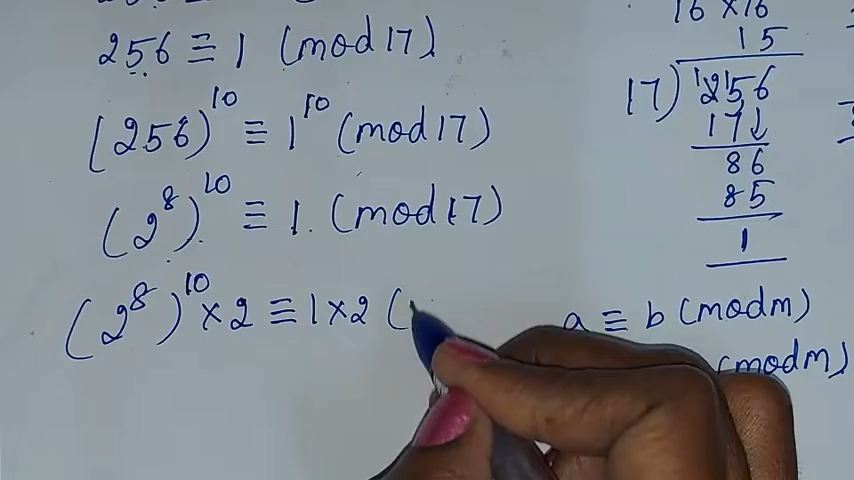 256 ≡ 1 (mod 17)
(256)^10 ≡ 1^10 (mod 17)
(2^8)^10 ≡ 1. (mod 17)
(2^8)^10 × 2 ≡ 1 × 2 (
16 × 16
15
17)256
17↓
86
85
1
a ≡ b (mod m)
(mod m)